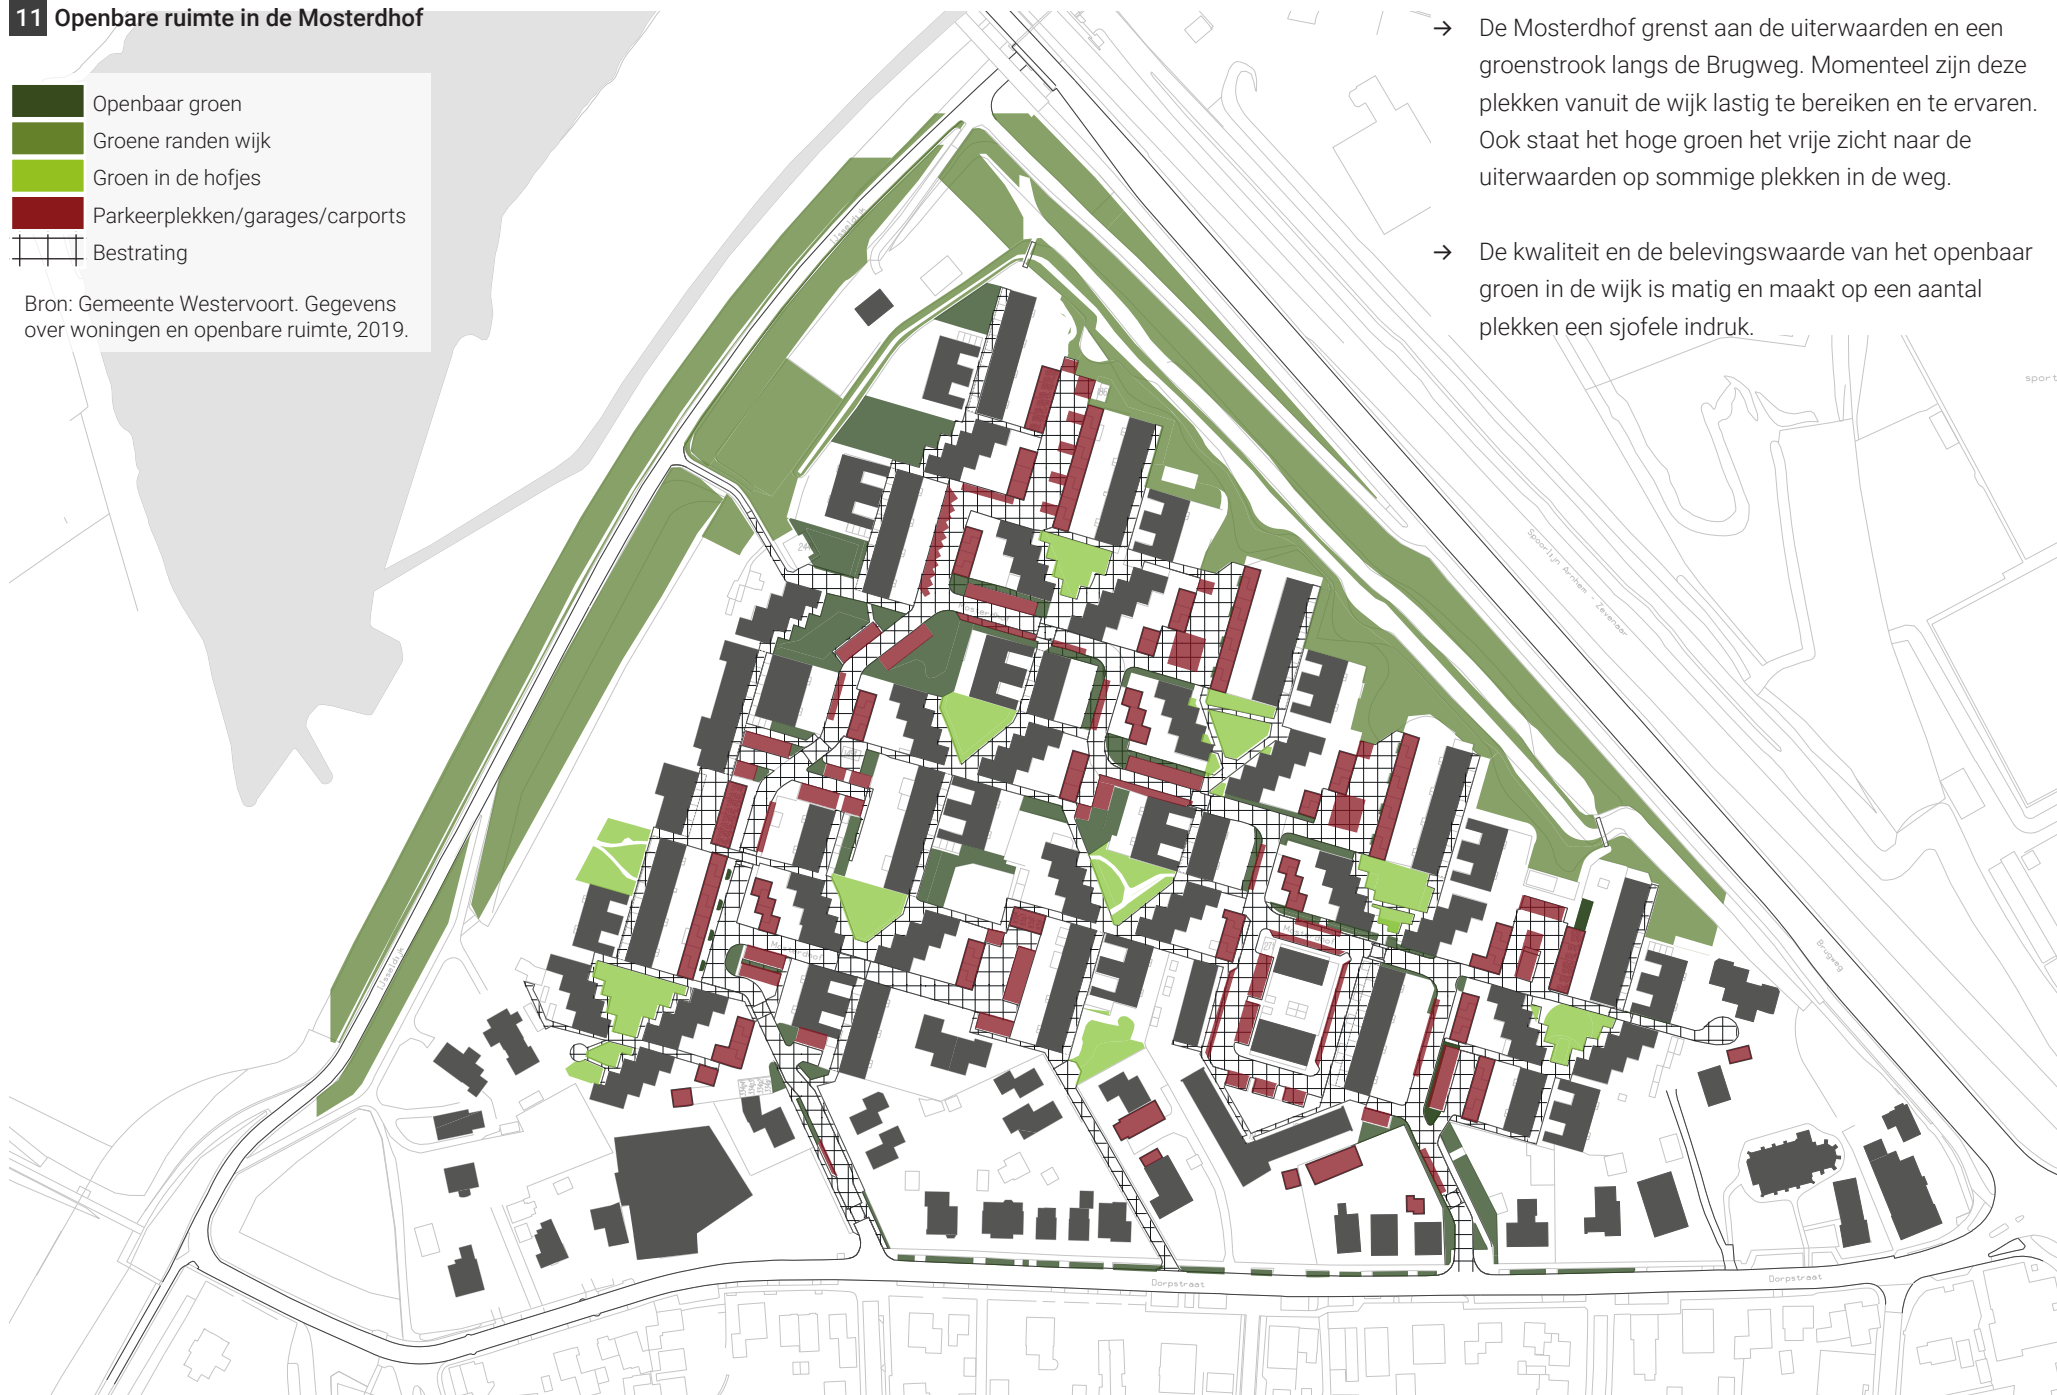 11 Openbare ruimte in de Mosterdhof
Openbaar groen
Groene randen wijk
Groen in de hofjes
Parkeerplekken/garages/carports
Bestrating
Bron: Gemeente Westervoort. Gegevens
over woningen en openbare ruimte, 2019.
→ De Mosterdhof grenst aan de uiterwaarden en een
groenstrook langs de Brugweg. Momenteel zijn deze
plekken vanuit de wijk lastig te bereiken en te ervaren.
Ook staat het hoge groen het vrije zicht naar de
uiterwaarden op sommige plekken in de weg.
→ De kwaliteit en de belevingswaarde van het openbaar
groen in de wijk is matig en maakt op een aantal
plekken een sjofele indruk.
sport
IJsseldijk
Spoorlijn Arnhem - Zevenaar
Mosterdhof
Mosterdhof
Brugweg
IJsseldijk
Dorpstraat
Dorpstraat